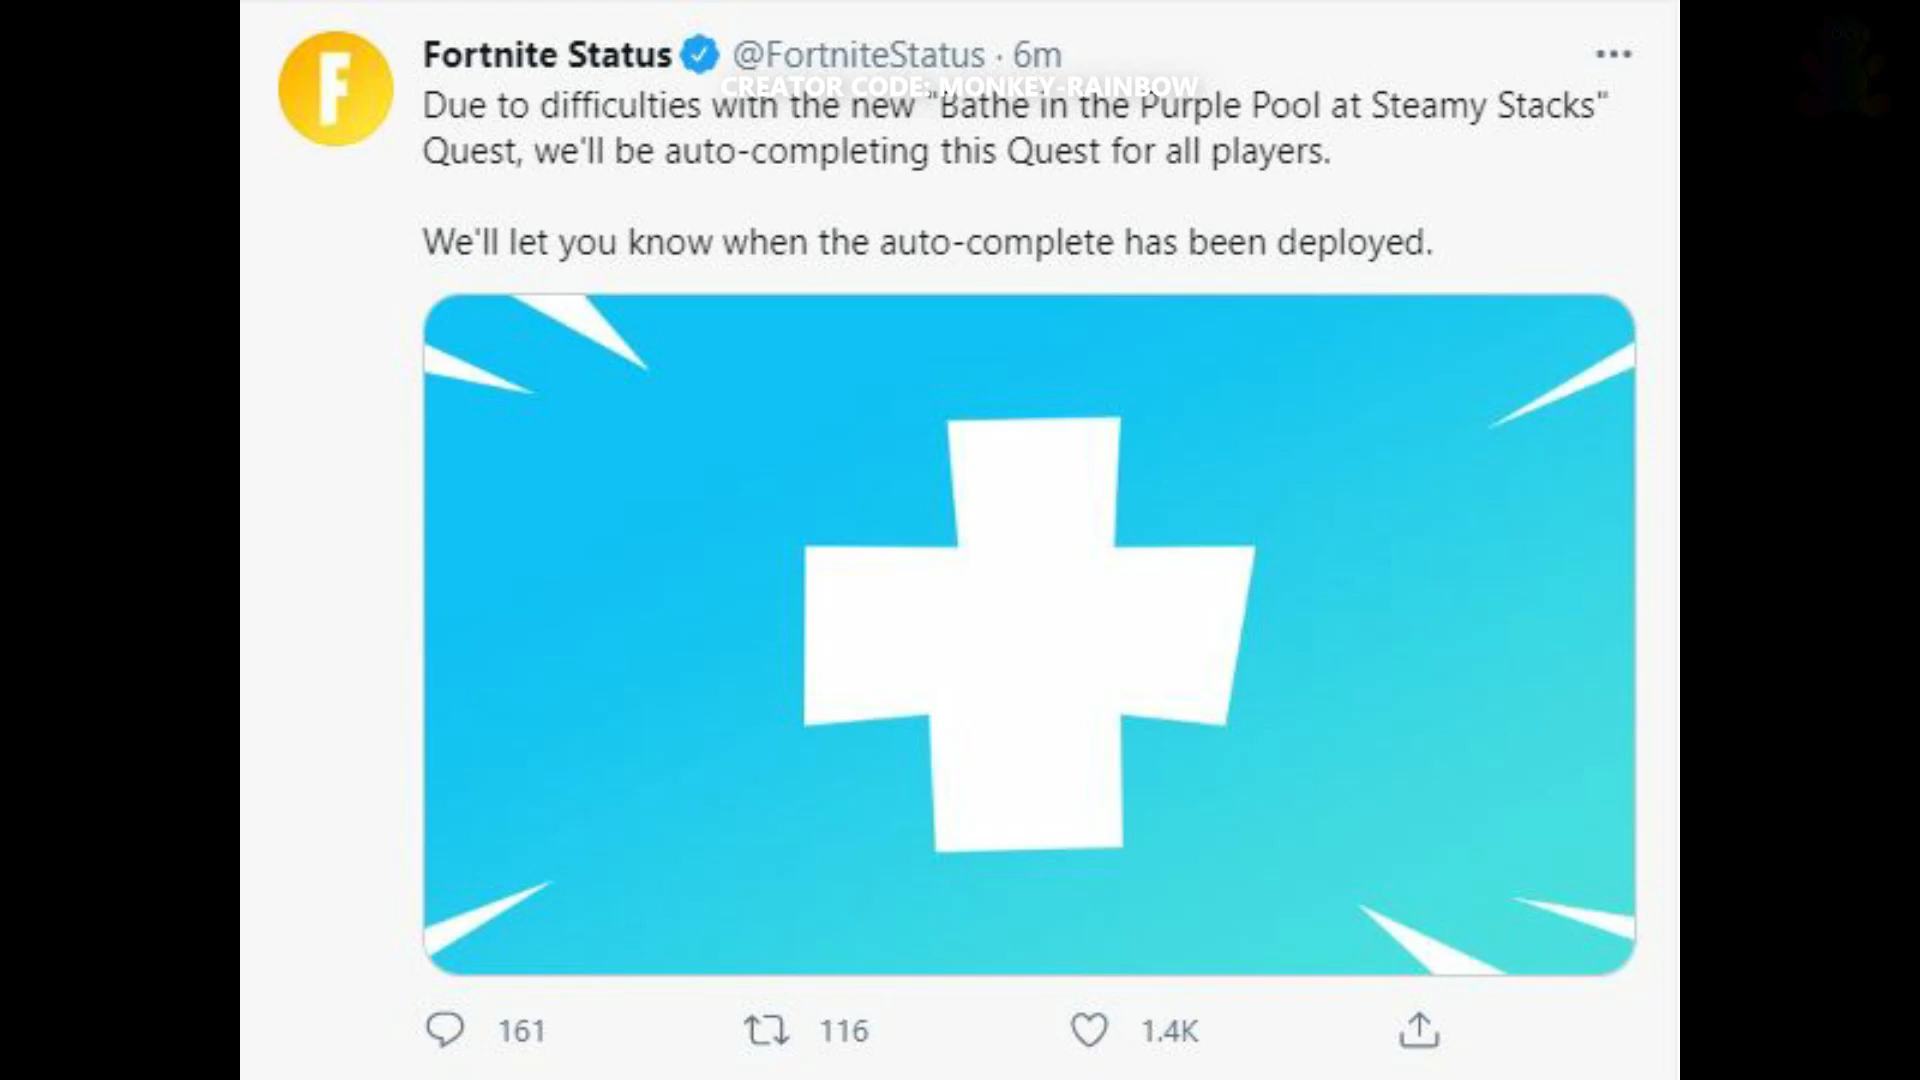 Fortnite Status @FortniteStatus · 6m
CREATOR CODE: MONKEY-RAINBOW
Due to difficulties with the new "Bathe in the Purple Pool at Steamy Stacks"
Quest, we'll be auto-completing this Quest for all players.
We'll let you know when the auto-complete has been deployed.
161 116 1.4K